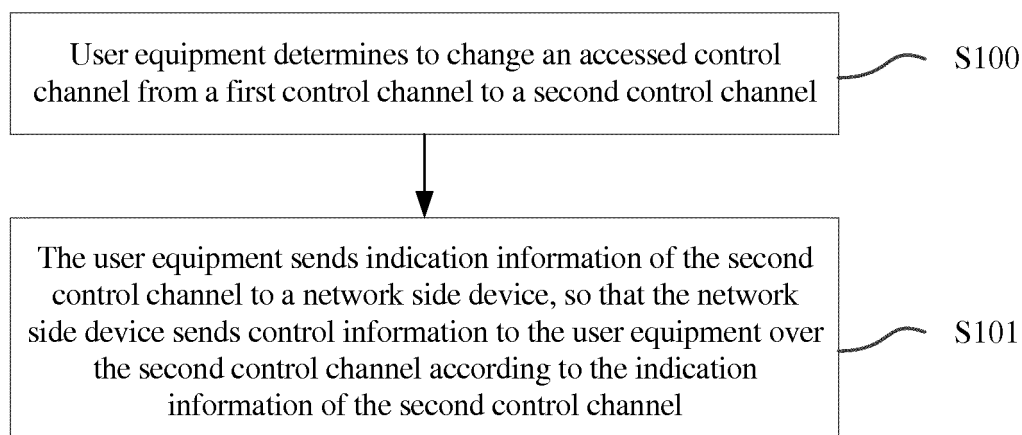 User equipment determines to change an accessed control
channel from a first control channel to a second control channel
S100
The user equipment sends indication information of the second
control channel to a network side device, so that the network
side device sends control information to the user equipment over
the second control channel according to the indication
information of the second control channel
S101